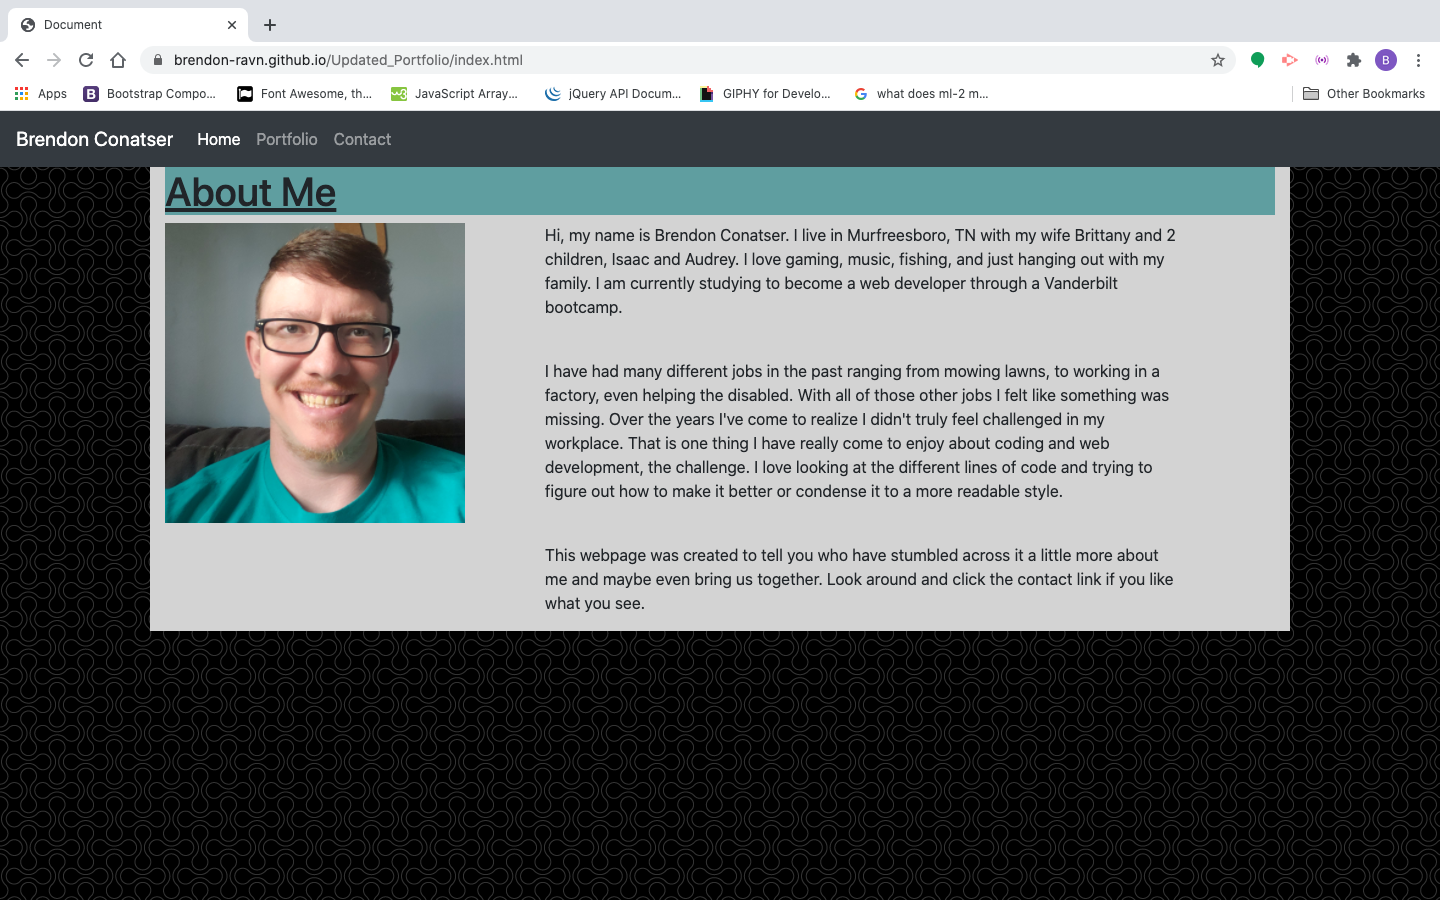 Document
brendon-ravn.github.io/Updated_Portfolio/index.html
B
Apps
B
Bootstrap Compo...
Font Awesome, th...
JavaScript Array...
jQuery API Docum...
GIPHY for Develo...
what does ml-2 m...
Other Bookmarks
Brendon Conatser
Home
Portfolio
Contact
About Me
Hi, my name is Brendon Conatser. I live in Murfreesboro, TN with my wife Brittany and 2
children, Isaac and Audrey. I love gaming, music, fishing, and just hanging out with my
family. I am currently studying to become a web developer through a Vanderbilt
bootcamp.
I have had many different jobs in the past ranging from mowing lawns, to working in a
factory, even helping the disabled. With all of those other jobs I felt like something was
missing. Over the years I've come to realize I didn't truly feel challenged in my
workplace. That is one thing I have really come to enjoy about coding and web
development, the challenge. I love looking at the different lines of code and trying to
figure out how to make it better or condense it to a more readable style.
This webpage was created to tell you who have stumbled across it a little more about
me and maybe even bring us together. Look around and click the contact link if you like
what you see.